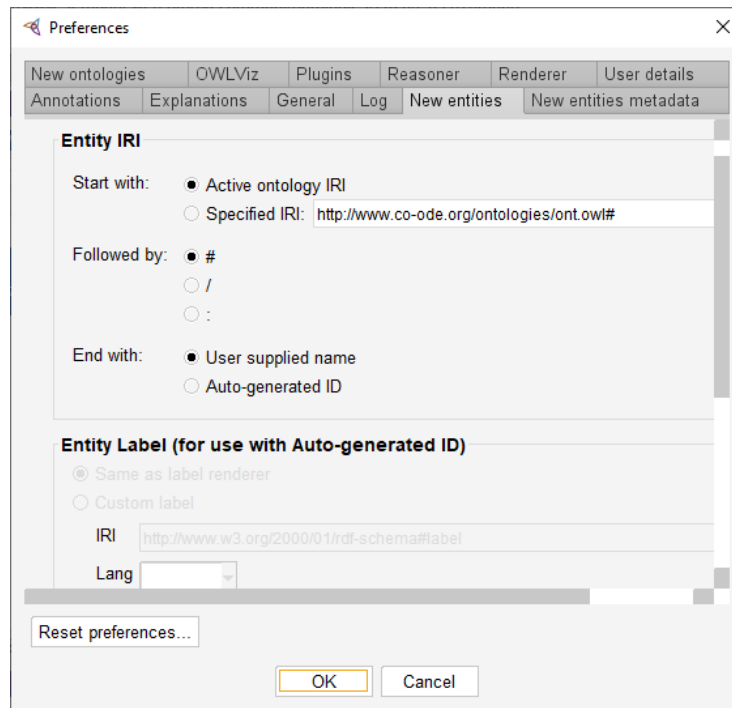 Preferences
New ontologies OWLViz Plugins Reasoner Renderer User details
Annotations Explanations General Log New entities New entities metadata
Entity IRI
Start with: Active ontology IRI
Specified IRI: http://www.co-ode.org/ontologies/ont.owl#
Followed by: #
/
:
End with: User supplied name
Auto-generated ID
Entity Label (for use with Auto-generated ID)
Same as label renderer
Custom label
IRI http://www.w3.org/2000/01/rdf-schema#label
Lang
Reset preferences...
OK Cancel